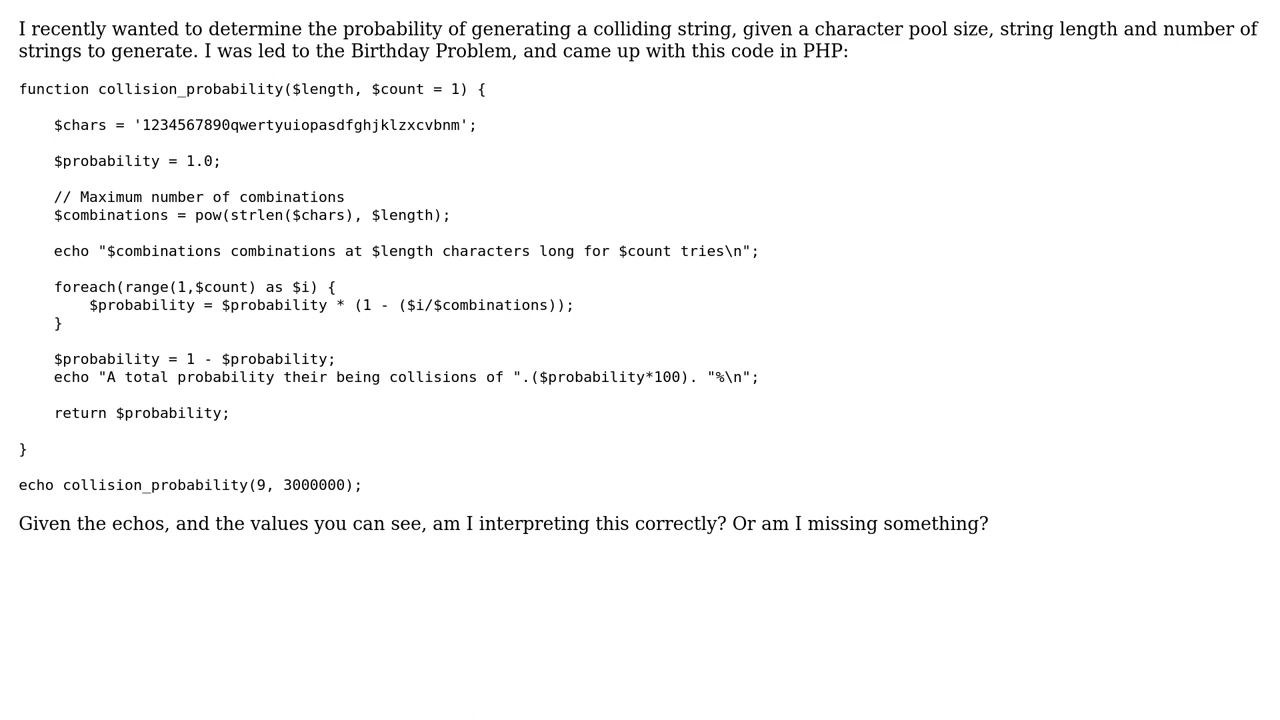 I recently wanted to determine the probability of generating a colliding string, given a character pool size, string length and number of
strings to generate. I was led to the Birthday Problem, and came up with this code in PHP:
function collision_probability($length, $count = 1) {
    $chars = '1234567890qwertyuiopasdfghjklzxcvbnm';
    $probability = 1.0;
    // Maximum number of combinations
    $combinations = pow(strlen($chars), $length);
    echo "$combinations combinations at $length characters long for $count tries\n";
    foreach(range(1,$count) as $i) {
        $probability = $probability * (1 - ($i/$combinations));
    }
    $probability = 1 - $probability;
    echo "A total probability their being collisions of ".($probability*100). "%\n";
    return $probability;
}
echo collision_probability(9, 3000000);
Given the echos, and the values you can see, am I interpreting this correctly? Or am I missing something?